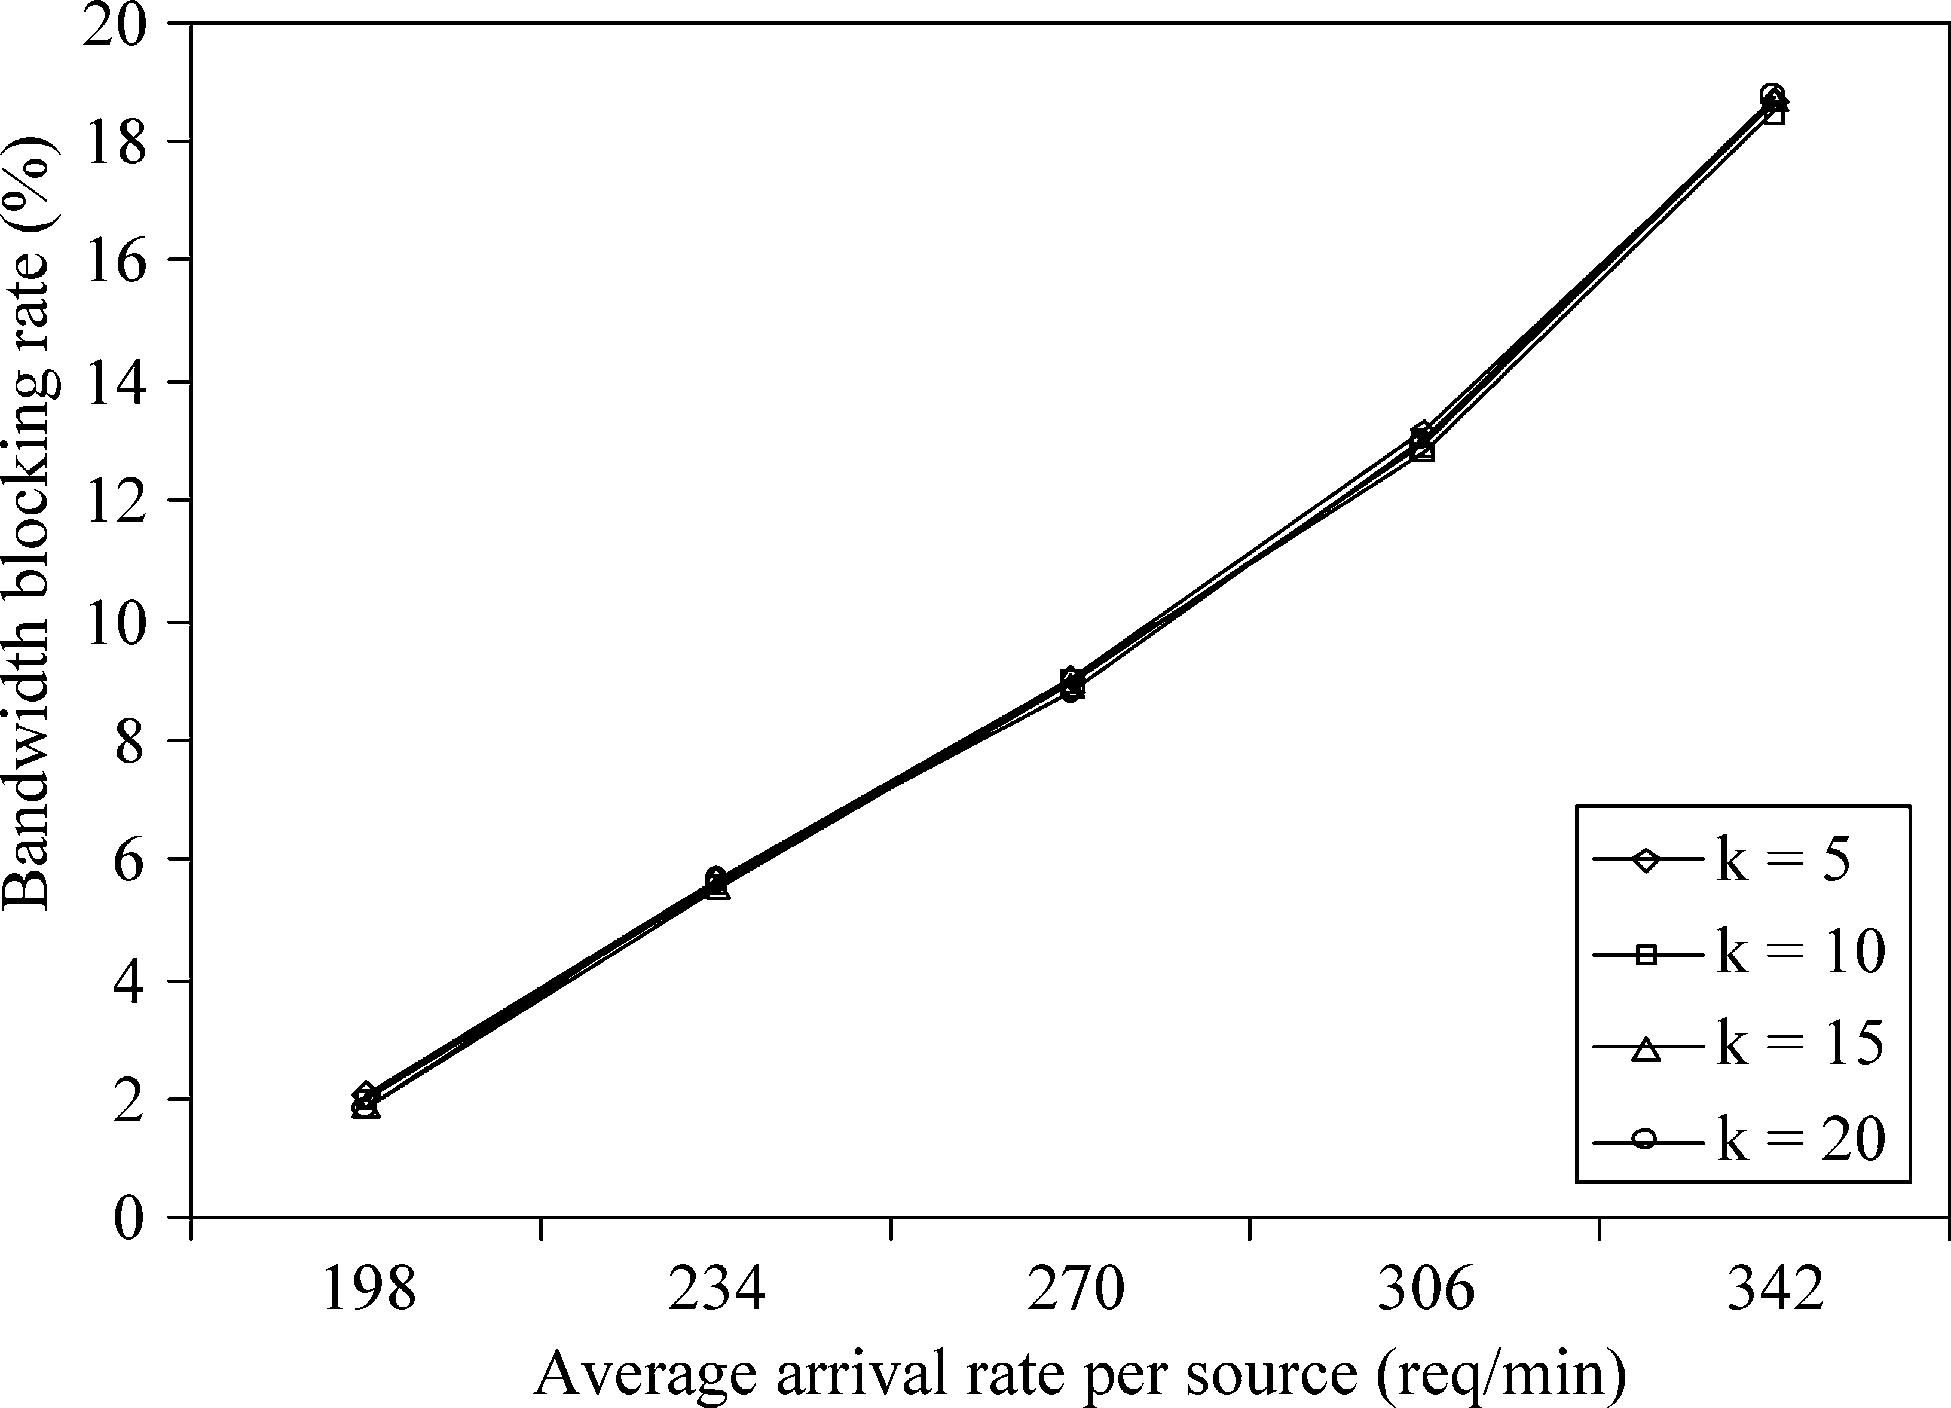 20
18
16
14
12
10
8
6
4
2
0
Bandwidth blocking rate (%)
198 234 270 306 342
Average arrival rate per source (req/min)
k = 5
k = 10
k = 15
k = 20